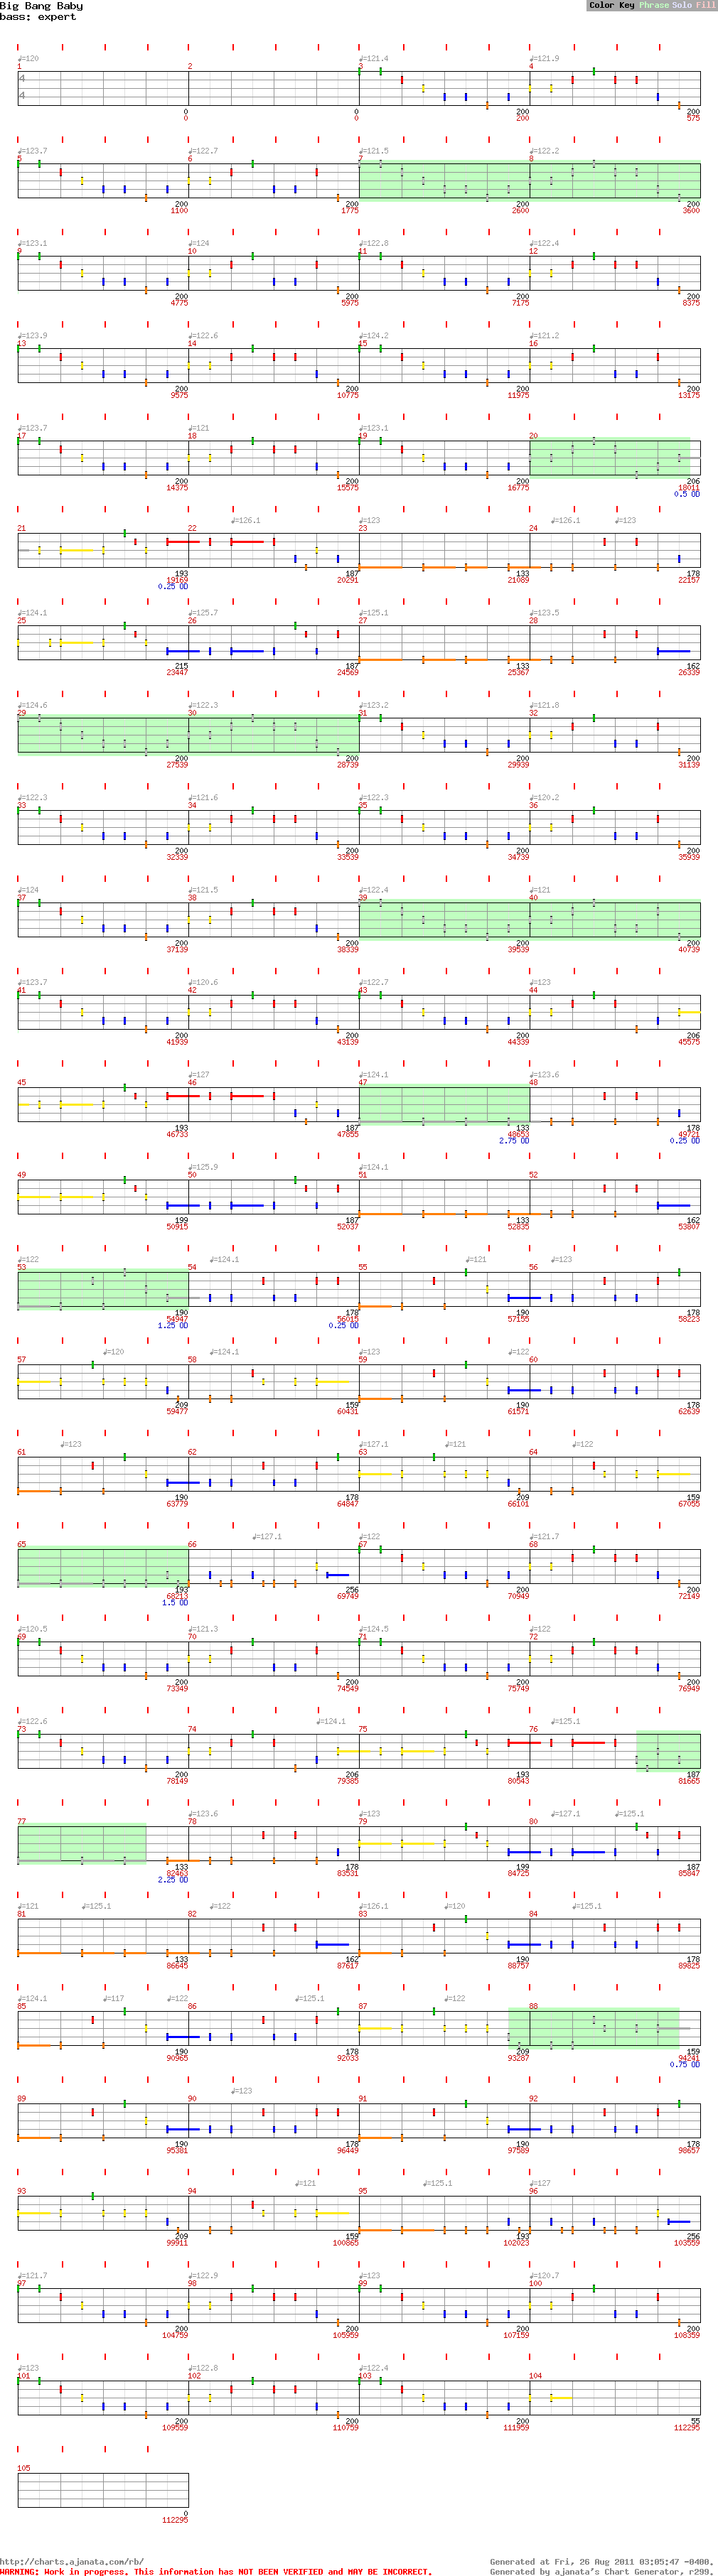 Big Bang Baby
bass: expert
Color Key Phrase Solo Fill
♩=120 ♩=121.4 ♩=121.9
1 2 3 4
4
4
0 0 200 200
0 200 575
♩=123.7 ♩=122.7 ♩=121.5 ♩=122.2
5 6 7 8
200 200 200 200
1100 1775 2600 3600
♩=123.1 ♩=124 ♩=122.8 ♩=122.4
9 10 11 12
200 200 200 200
4775 5975 7175 8375
♩=123.9 ♩=122.6 ♩=124.2 ♩=121.2
13 14 15 16
200 200 200 200
9575 10775 11975 13175
♩=123.7 ♩=121 ♩=123.1
17 18 19 20
200 200 200 206
14375 15575 16775 18011
0.5 OD
♩=126.1 ♩=123 ♩=126.1 ♩=123
21 22 23 24
193 187 133 178
19169 20291 21089 22157
0.25 OD
♩=124.1 ♩=125.7 ♩=125.1 ♩=123.5
25 26 27 28
215 187 133 162
23447 24569 25367 26339
♩=124.6 ♩=122.3 ♩=123.2 ♩=121.8
29 30 31 32
200 200 200 200
27539 28739 29939 31139
♩=122.3 ♩=121.6 ♩=122.3 ♩=120.2
33 34 35 36
200 200 200 200
32339 33539 34739 35939
♩=124 ♩=121.5 ♩=122.4 ♩=121
37 38 39 40
200 200 200 200
37139 38339 39539 40739
♩=123.7 ♩=120.6 ♩=122.7 ♩=123
41 42 43 44
200 200 200 206
41939 43139 44339 45575
♩=127 ♩=124.1 ♩=123.6
45 46 47 48
193 187 133 178
46733 47855 48653 49721
2.75 OD 0.25 OD
♩=125.9 ♩=124.1
49 50 51 52
199 187 133 162
50915 52037 52835 53807
♩=122 ♩=124.1 ♩=121 ♩=123
53 54 55 56
190 178 190 178
54947 56015 57155 58223
1.25 OD 0.25 OD
♩=120 ♩=124.1 ♩=123 ♩=122
57 58 59 60
209 159 190 178
59477 60431 61571 62639
♩=123 ♩=127.1 ♩=121 ♩=122
61 62 63 64
190 178 209 159
63779 64847 66101 67055
♩=127.1 ♩=122 ♩=121.7
65 66 67 68
193 256 200 200
68213 69749 70949 72149
1.5 OD
♩=120.5 ♩=121.3 ♩=124.5 ♩=122
69 70 71 72
200 200 200 200
73349 74549 75749 76949
♩=122.6 ♩=124.1 ♩=125.1
73 74 75 76
200 206 193 187
78149 79385 80543 81665
♩=123.6 ♩=123 ♩=127.1 ♩=125.1
77 78 79 80
133 178 199 187
82463 83531 84725 85847
2.25 OD
♩=121 ♩=125.1 ♩=122 ♩=126.1 ♩=120 ♩=125.1
81 82 83 84
133 162 190 178
86645 87617 88757 89825
♩=124.1 ♩=117 ♩=122 ♩=125.1 ♩=122
85 86 87 88
190 178 209 159
90965 92033 93287 94241
0.75 OD
♩=123
89 90 91 92
190 178 190 178
95381 96449 97589 98657
♩=121 ♩=125.1 ♩=127
93 94 95 96
209 159 193 256
99911 100865 102023 103559
♩=121.7 ♩=122.9 ♩=123 ♩=120.7
97 98 99 100
200 200 200 200
104759 105959 107159 108359
♩=123 ♩=122.8 ♩=122.4
101 102 103 104
200 200 200 55
109559 110759 111959 112295
105
0
112295
http://charts.ajanata.com/rb/ Generated at Fri, 26 Aug 2011 03:05:47 -0400.
WARNING: Work in progress. This information has NOT BEEN VERIFIED and MAY BE INCORRECT. Generated by ajanata's Chart Generator, r299.